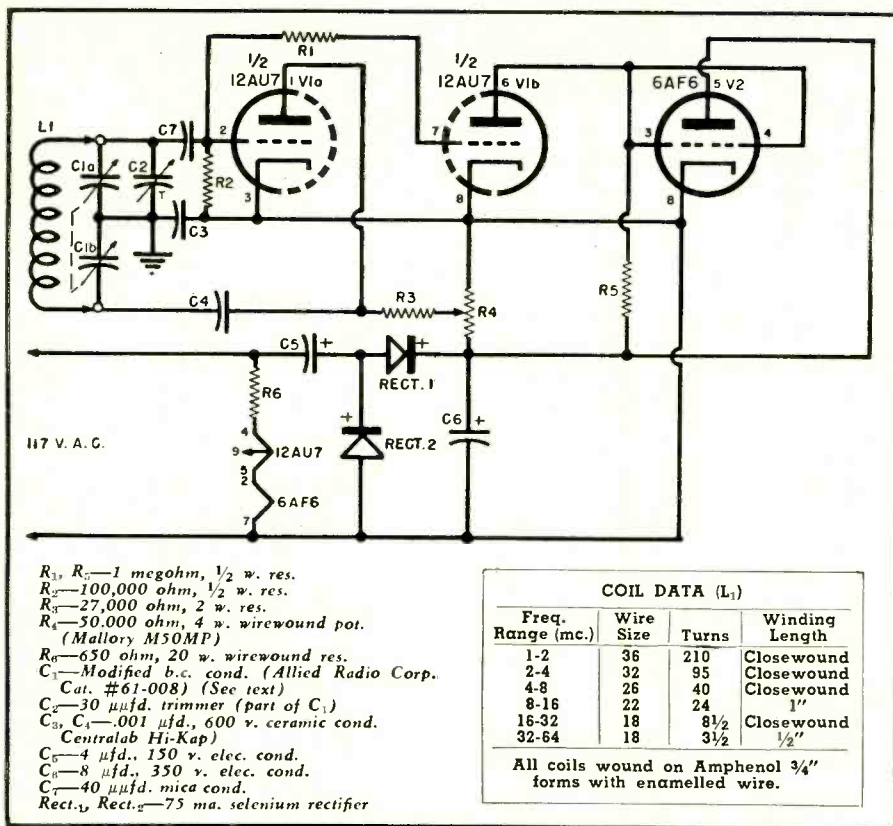 R1
1/2
12AU7
1 V1a
1/2
12AU7
6 V1b
6AF6
5 V2
L1
C1a
C2
T
C7
2
R2
3
7
8
3
4
8
C1b
C3
C4
R3
R4
R5
C5 +
+
RECT. 1
R6
+
RECT. 2
C6 +
117 V. A. C.
4
9
12AU7
5
2
6AF6
7
R1, R5—1 megohm, 1/2 w. res.
R2—100,000 ohm, 1/2 w. res.
R3—27,000 ohm, 2 w. res.
R4—50.000 ohm, 4 w. wirewound pot.
(Mallory M50MP)
R6—650 ohm, 20 w. wirewound res.
C1—Modified b.c. cond. (Allied Radio Corp.
Cat. #61-008) (See text)
C2—30 μμfd. trimmer (part of C1)
C3, C4—.001 μfd., 600 v. ceramic cond.
Centralab Hi-Kap)
C5—4 μfd., 150 v. elec. cond.
C6—8 μfd., 350 v. elec. cond.
C7—40 μμfd. mica cond.
Rect.1, Rect.2—75 ma. selenium rectifier
COIL DATA (L1)
Freq. Range (mc.) Wire Size Turns Winding Length
1-2 36 210 Closewound
2-4 32 95 Closewound
4-8 26 40 Closewound
8-16 22 24 1"
16-32 18 8½ Closewound
32-64 18 3½ ½"
All coils wound on Amphenol ¾"
forms with enamelled wire.